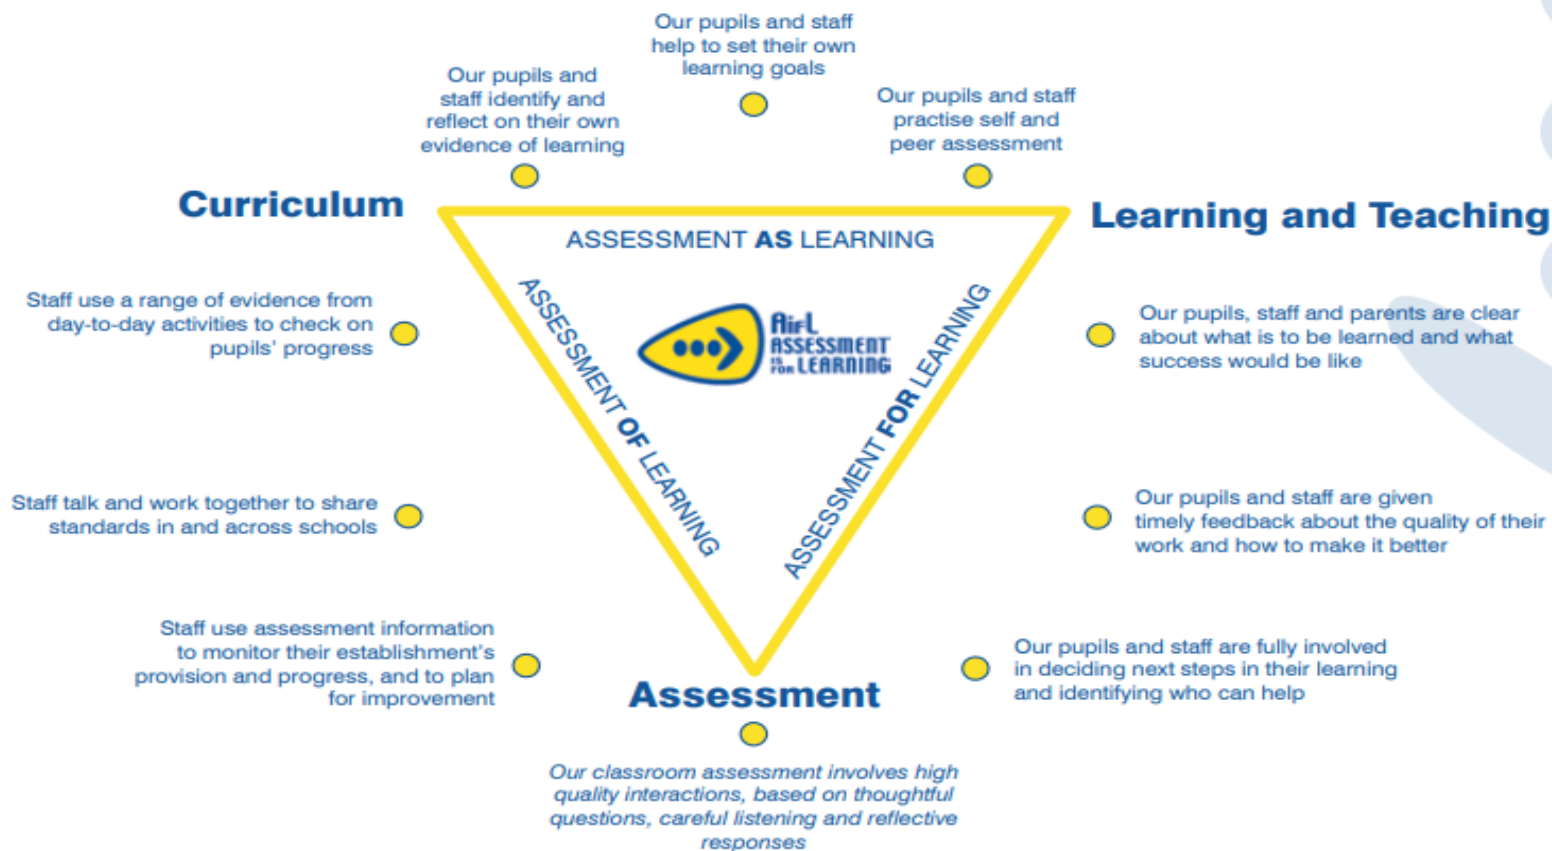 Our pupils and staff
help to set their own
learning goals
Our pupils and
staff identify and
reflect on their own
evidence of learning
Our pupils and staff
practise self and
peer assessment
Curriculum
Learning and Teaching
ASSESSMENT AS LEARNING
ASSESSMENT OF LEARNING
ASSESSMENT FOR LEARNING
AifL
ASSESSMENT
IS
FOR LEARNING
Staff use a range of evidence from
day-to-day activities to check on
pupils’ progress
Our pupils, staff and parents are clear
about what is to be learned and what
success would be like
Staff talk and work together to share
standards in and across schools
Our pupils and staff are given
timely feedback about the quality of their
work and how to make it better
Staff use assessment information
to monitor their establishment’s
provision and progress, and to plan
for improvement
Our pupils and staff are fully involved
in deciding next steps in their learning
and identifying who can help
Assessment
Our classroom assessment involves high
quality interactions, based on thoughtful
questions, careful listening and reflective
responses